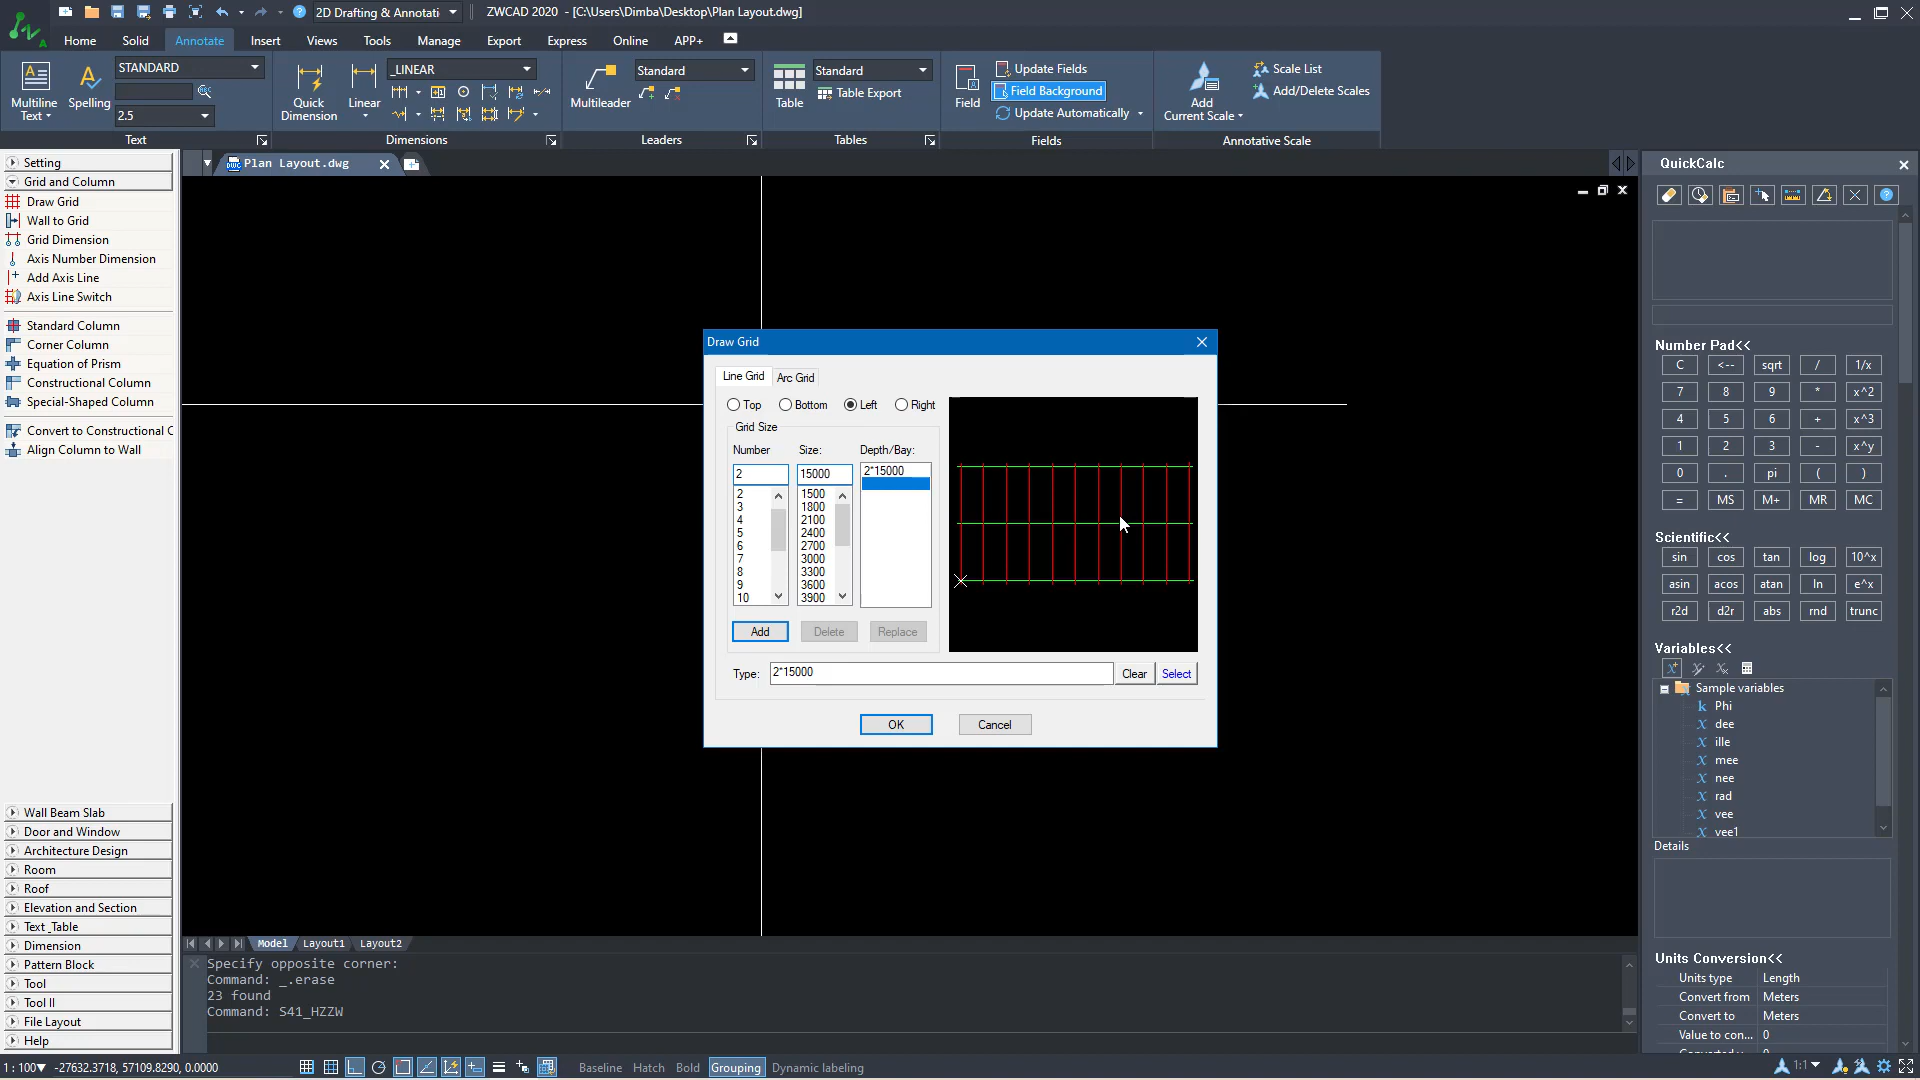 2D Drafting & Annotati
ZWCAD 2020 - [C:\Users\Dimba\Desktop\Plan Layout.dwg]
Home
Solid
Annotate
Insert
Views
Tools
Manage
Export
Express
Online
APP+
Multiline
Text
Spelling
STANDARD
2.5
Text
Quick
Dimension
Linear
_LINEAR
Dimensions
Multileader
Standard
Leaders
Table
Standard
Table Export
Tables
Field
Update Fields
Field Background
Update Automatically
Fields
Add
Current Scale
Scale List
Add/Delete Scales
Annotative Scale
Plan Layout.dwg
Setting
Grid and Column
Draw Grid
Wall to Grid
Grid Dimension
Axis Number Dimension
Add Axis Line
Axis Line Switch
Standard Column
Corner Column
Equation of Prism
Constructional Column
Special-Shaped Column
Convert to Constructional C
Align Column to Wall
Wall Beam Slab
Door and Window
Architecture Design
Room
Roof
Elevation and Section
Text_Table
Dimension
Pattern Block
Tool
Tool II
File Layout
Help
Draw Grid
Line Grid
Arc Grid
Top
Bottom
Left
Right
Grid Size
Number
Size:
Depth/Bay:
2
15000
2*15000
2
3
4
5
6
7
8
9
10
1500
1800
2100
2400
2700
3000
3300
3600
3900
Add
Delete
Replace
Type:
2*15000
Clear
Select
OK
Cancel
QuickCalc
Number Pad<<
C
<--
sqrt
/
1/x
7
8
9
*
x^2
4
5
6
+
x^3
1
2
3
-
x^y
0
.
pi
(
)
=
MS
M+
MR
MC
Scientific<<
sin
cos
tan
log
10^x
asin
acos
atan
ln
e^x
r2d
d2r
abs
rnd
trunc
Variables<<
Sample variables
k Phi
x dee
x ille
x mee
x nee
x rad
x vee
x vee1
Details
Units Conversion<<
Units type
Length
Convert from
Meters
Convert to
Meters
Value to con...
0
Model
Layout1
Layout2
Specify opposite corner:
Command: _.erase
23 found
Command: S41_HZZW
1 : 100
-27632.3718, 57109.8290, 0.0000
Baseline
Hatch
Bold
Grouping
Dynamic labeling
1:1